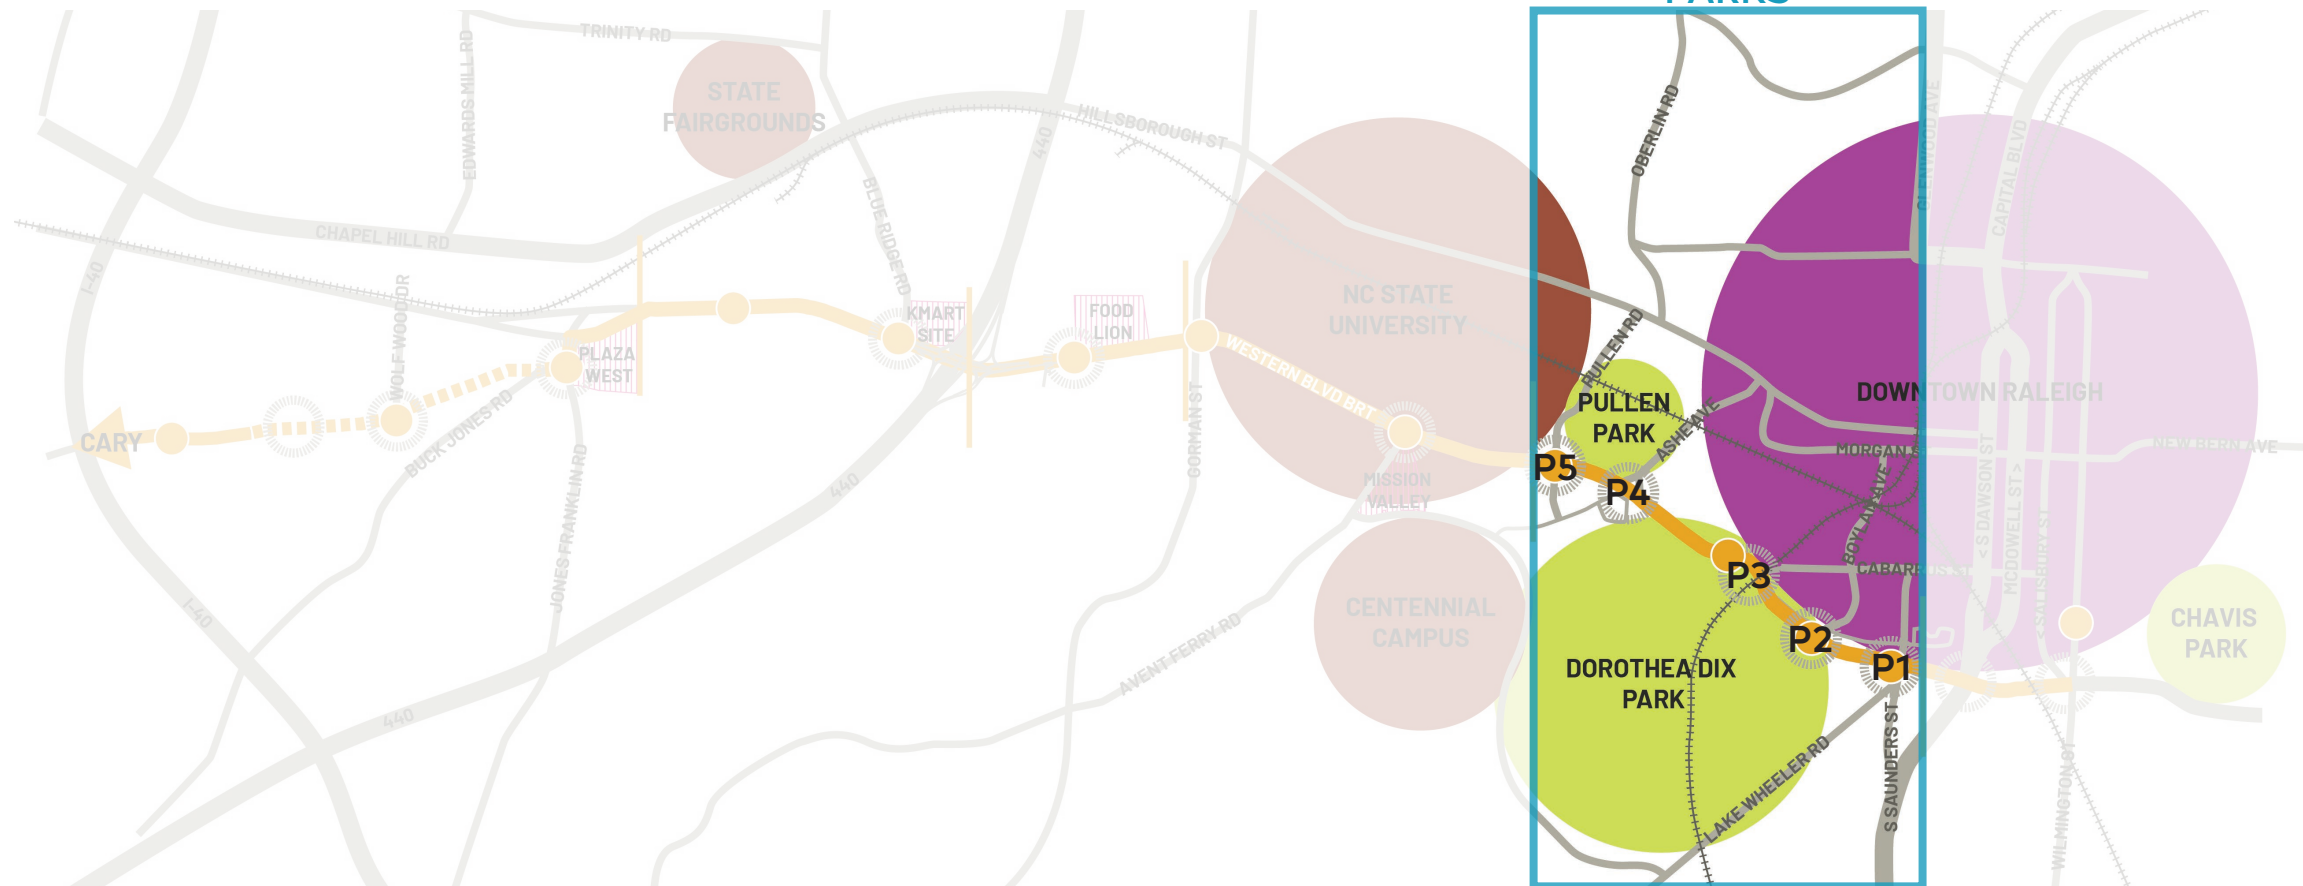 PARKS
TRINITY RD
EDWARDS MILL RD
STATE
FAIRGROUNDS
HILLSBOROUGH ST
440
OBERLIN RD
GLENWOOD AVE
CAPITAL BLVD
CHAPEL HILL RD
BLUE RIDGE RD
I-40
WOLF WOOD DR
KMART
SITE
FOOD
LION
NC STATE
UNIVERSITY
PULLEN RD
PLAZA
WEST
WESTERN BLVD BRT
PULLEN
PARK
ASHE AVE
DOWNTOWN RALEIGH
CARY
BUCK JONES RD
GORMAN ST
MORGAN S
NEW BERN AVE
P5
P4
MISSION
VALLEY
440
JONES FRANKLIN RD
BOYLAN AVE
< S DAWSON ST
MCDOWELL ST >
< SALISBURY ST
CABARRUS ST
P3
I-40
CENTENNIAL
CAMPUS
P2
P1
CHAVIS
PARK
AVENT FERRY RD
DOROTHEA DIX
PARK
440
LAKE WHEELER RD
S SAUNDERS ST
WILMINGTON ST